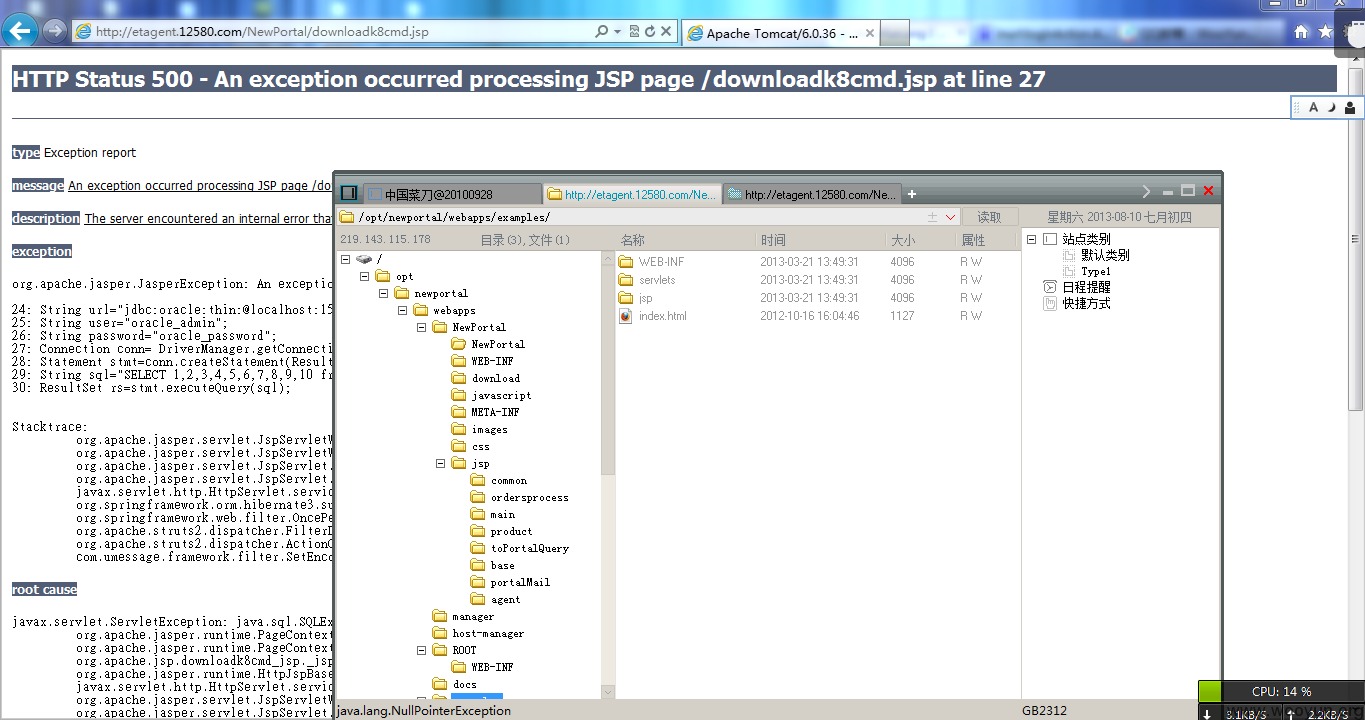 http://etagent.12580.com/NewPortal/downloadk8cmd.jsp
Apache Tomcat/6.0.36 - ...
HTTP Status 500 - An exception occurred processing JSP page /downloadk8cmd.jsp at line 27
type Exception report
message An exception occurred processing JSP page /do
description The server encountered an internal error tha
exception
org.apache.jasper.JasperException: An exceptio
24: String url="jdbc:oracle:thin:@localhost:15
25: String user="oracle_admin";
26: String password="oracle_password";
27: Connection conn= DriverManager.getConnecti
28: Statement stmt=conn.createStatement(Result
29: String sql="SELECT 1,2,3,4,5,6,7,8,9,10 fr
30: ResultSet rs=stmt.executeQuery(sql);
Stacktrace:
org.apache.jasper.servlet.JspServletW
org.apache.jasper.servlet.JspServletW
org.apache.jasper.servlet.JspServlet.
org.apache.jasper.servlet.JspServlet.
javax.servlet.http.HttpServlet.servic
org.springframework.orm.hibernate3.su
org.springframework.web.filter.OncePe
org.apache.struts2.dispatcher.FilterD
org.apache.struts2.dispatcher.ActionC
com.umessage.framework.filter.SetEnco
root cause
javax.servlet.ServletException: java.sql.SQLEx
org.apache.jasper.runtime.PageContext
org.apache.jasper.runtime.PageContext
org.apache.jsp.downloadk8cmd_jsp._jsp
org.apache.jasper.runtime.HttpJspBase
javax.servlet.http.HttpServlet.servic
org.apache.jasper.servlet.JspServletW
org.apache.jasper.servlet.JspServlet.
A
中国菜刀@20100928
http://etagent.12580.com/Ne...
http://etagent.12580.com/Ne...
/opt/newportal/webapps/examples/
读取
星期六 2013-08-10 七月初四
219.143.115.178 目录(3),文件(1)
名称 时间 大小 属性
WEB-INF 2013-03-21 13:49:31 4096 R W
servlets 2013-03-21 13:49:31 4096 R W
jsp 2013-03-21 13:49:31 4096 R W
index.html 2012-10-16 16:04:46 1127 R W
/
opt
newportal
webapps
NewPortal
NewPortal
WEB-INF
download
javascript
META-INF
images
css
jsp
common
ordersprocess
main
product
toPortalQuery
base
portalMail
agent
manager
host-manager
ROOT
WEB-INF
docs
站点类别
默认类别
Type1
日程提醒
快捷方式
java.lang.NullPointerException
GB2312
CPU: 14 %
2.2KB/S